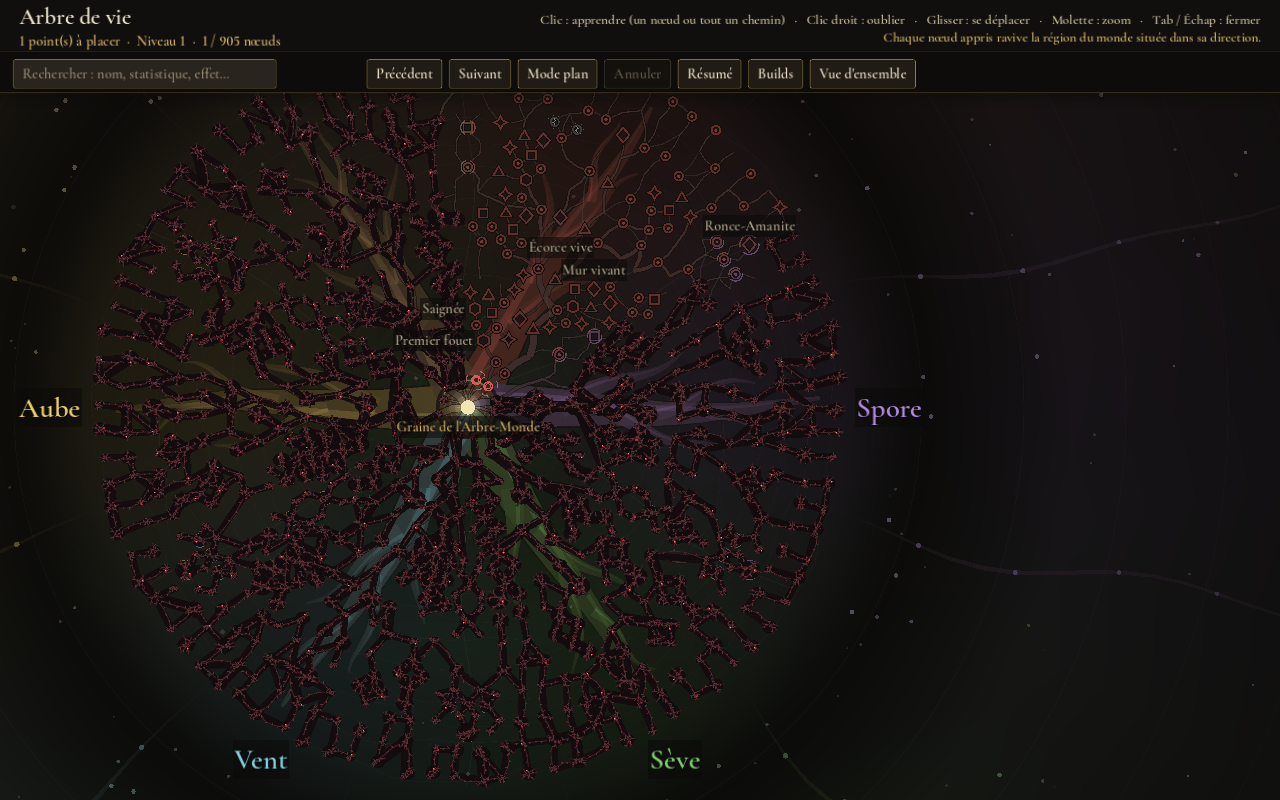 Arbre de vie
1 point(s) à placer · Niveau 1 · 1 / 905 nœuds
Clic : apprendre (un nœud ou tout un chemin) · Clic droit : oublier · Glisser : se déplacer · Molette : zoom · Tab / Échap : fermer
Chaque nœud appris ravive la région du monde située dans sa direction.
Rechercher : nom, statistique, effet...
Précédent
Suivant
Mode plan
Annuler
Résumé
Builds
Vue d'ensemble
Ronce-Amanite
Écorce vive
Mur vivant
Saignée
Premier fouet
Aube
Spore
Graine de l'Arbre-Monde
Vent
Sève